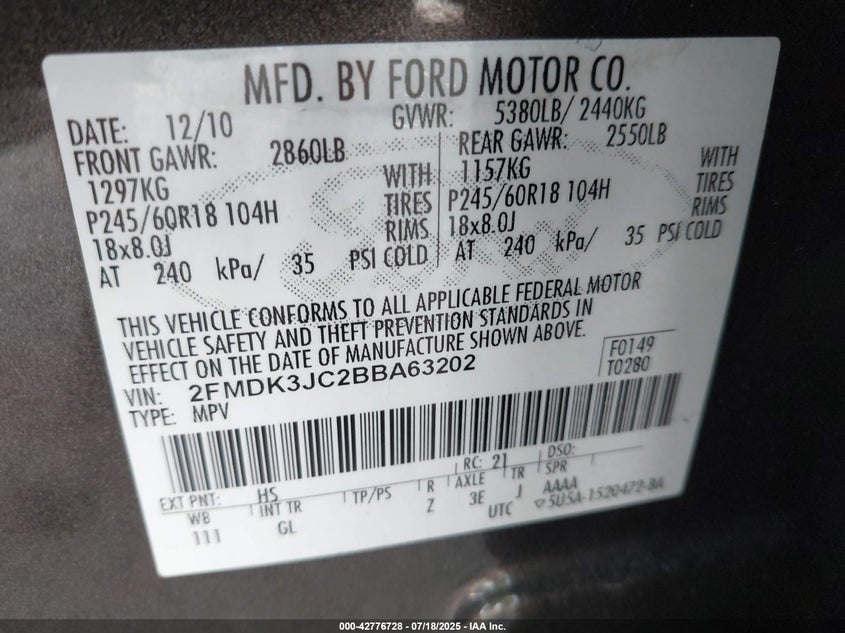 MFD. BY FORD MOTOR CO.
DATE: 12/10 GVWR: 5380LB/ 2440KG
FRONT GAWR: 2860LB REAR GAWR: 2550LB
1297KG WITH 1157KG WITH
P245/60R18 104H TIRES P245/60R18 104H TIRES
18x8.0J RIMS 18x8.0J RIMS
AT 240 kPa/ 35 PSI COLD AT 240 kPa/ 35 PSI COLD
THIS VEHICLE CONFORMS TO ALL APPLICABLE FEDERAL MOTOR
VEHICLE SAFETY AND THEFT PREVENTION STANDARDS IN
EFFECT ON THE DATE OF MANUFACTURE SHOWN ABOVE.
VIN: 2FMDK3JC2BBA63202 F0149
TYPE: MPV T0280
RC: 21 DSO:
EXT PNT: HS TP/PS R AXLE TR SPR
WB INT TR Z 3E J AAAA
111 GL UTC ▽5U5A-1520472-BA
000-42776728 - 07/18/2025 - IAA Inc.